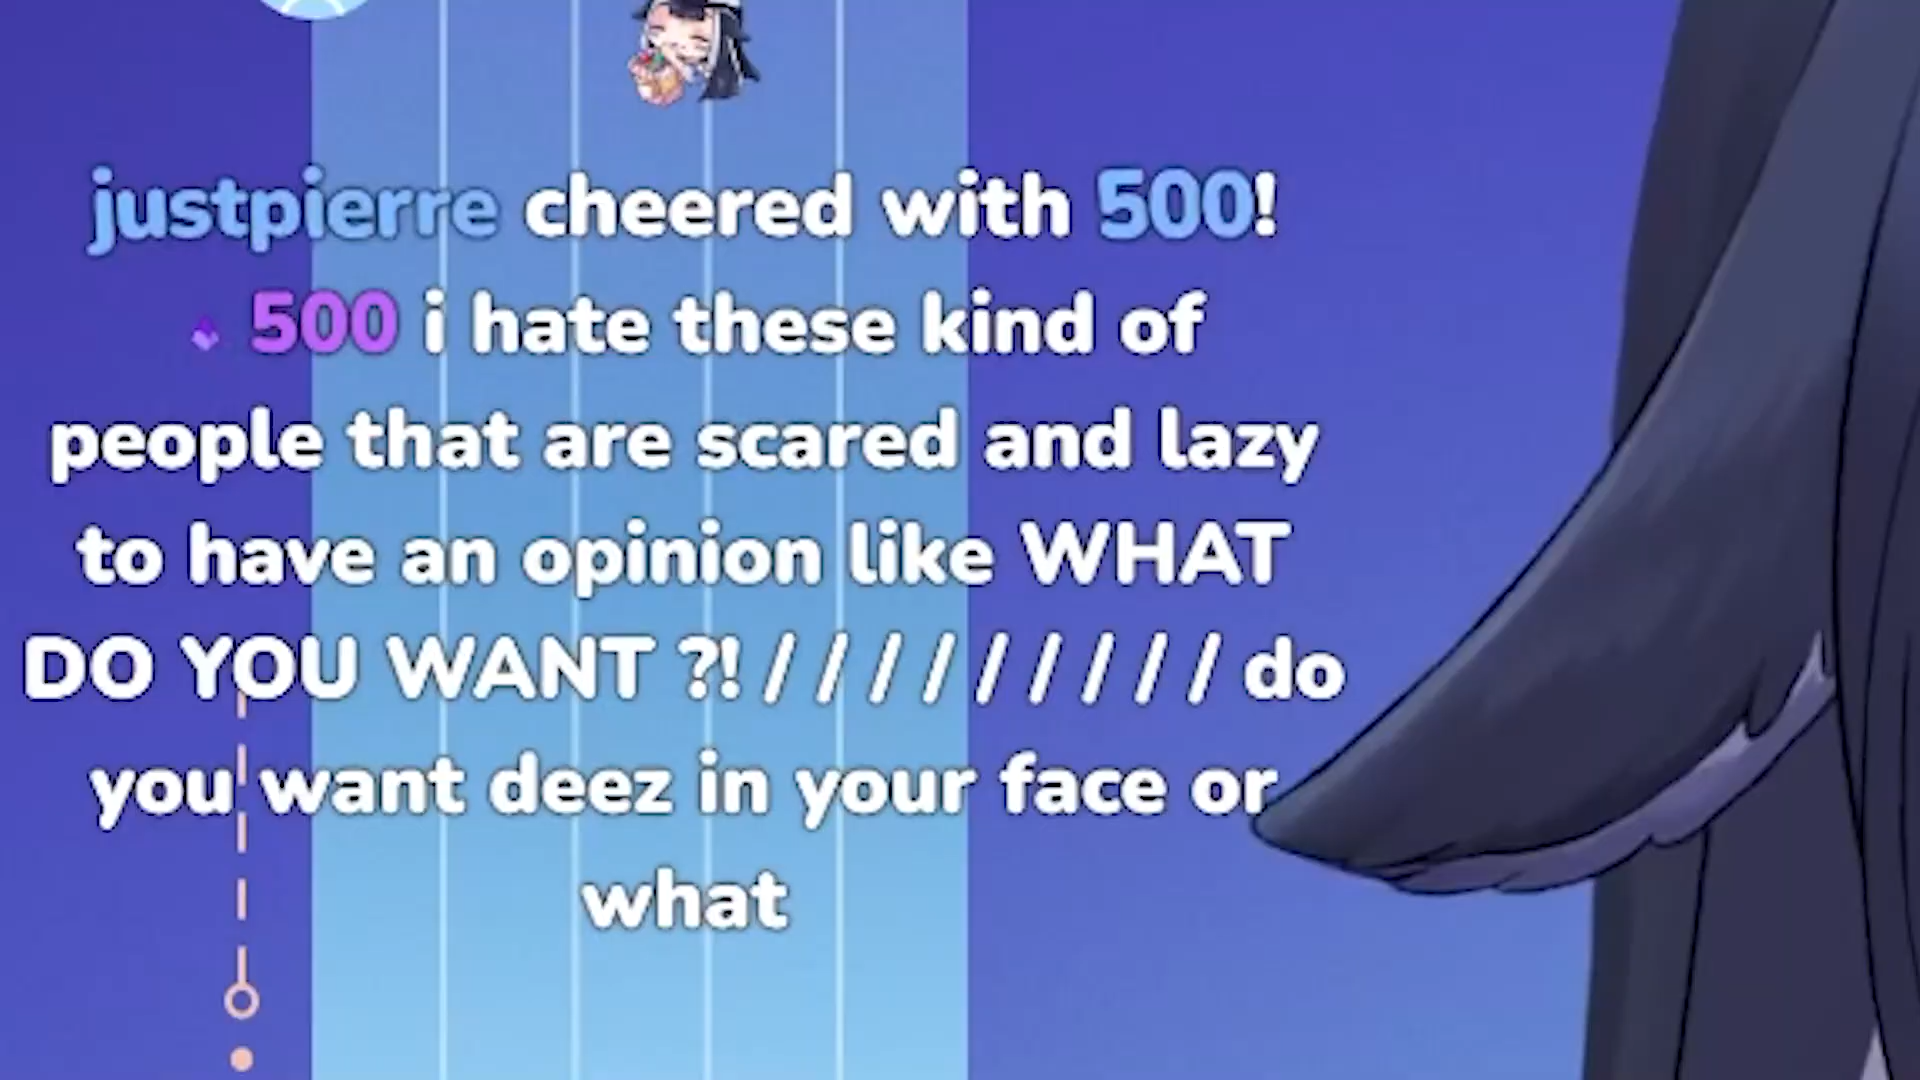 justpierre cheered with 500!
500 i hate these kind of
people that are scared and lazy
to have an opinion like WHAT
DO YOU WANT ?! / / / / / / / / / do
you want deez in your face or
what